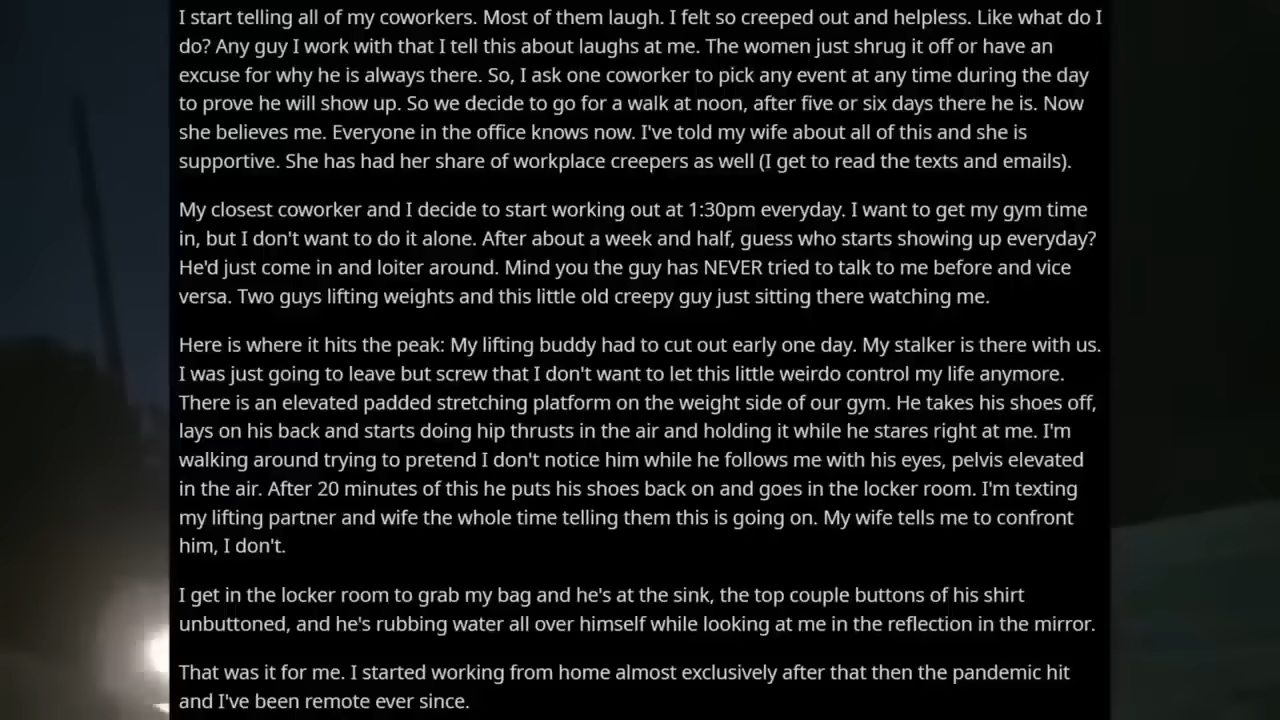 I start telling all of my coworkers. Most of them laugh. I felt so creeped out and helpless. Like what do I
do? Any guy I work with that I tell this about laughs at me. The women just shrug it off or have an
excuse for why he is always there. So, I ask one coworker to pick any event at any time during the day
to prove he will show up. So we decide to go for a walk at noon, after five or six days there he is. Now
she believes me. Everyone in the office knows now. I've told my wife about all of this and she is
supportive. She has had her share of workplace creepers as well (I get to read the texts and emails).
My closest coworker and I decide to start working out at 1:30pm everyday. I want to get my gym time
in, but I don't want to do it alone. After about a week and half, guess who starts showing up everyday?
He'd just come in and loiter around. Mind you the guy has NEVER tried to talk to me before and vice
versa. Two guys lifting weights and this little old creepy guy just sitting there watching me.
Here is where it hits the peak: My lifting buddy had to cut out early one day. My stalker is there with us.
I was just going to leave but screw that I don't want to let this little weirdo control my life anymore.
There is an elevated padded stretching platform on the weight side of our gym. He takes his shoes off,
lays on his back and starts doing hip thrusts in the air and holding it while he stares right at me. I'm
walking around trying to pretend I don't notice him while he follows me with his eyes, pelvis elevated
in the air. After 20 minutes of this he puts his shoes back on and goes in the locker room. I'm texting
my lifting partner and wife the whole time telling them this is going on. My wife tells me to confront
him, I don't.
I get in the locker room to grab my bag and he's at the sink, the top couple buttons of his shirt
unbuttoned, and he's rubbing water all over himself while looking at me in the reflection in the mirror.
That was it for me. I started working from home almost exclusively after that then the pandemic hit
and I've been remote ever since.